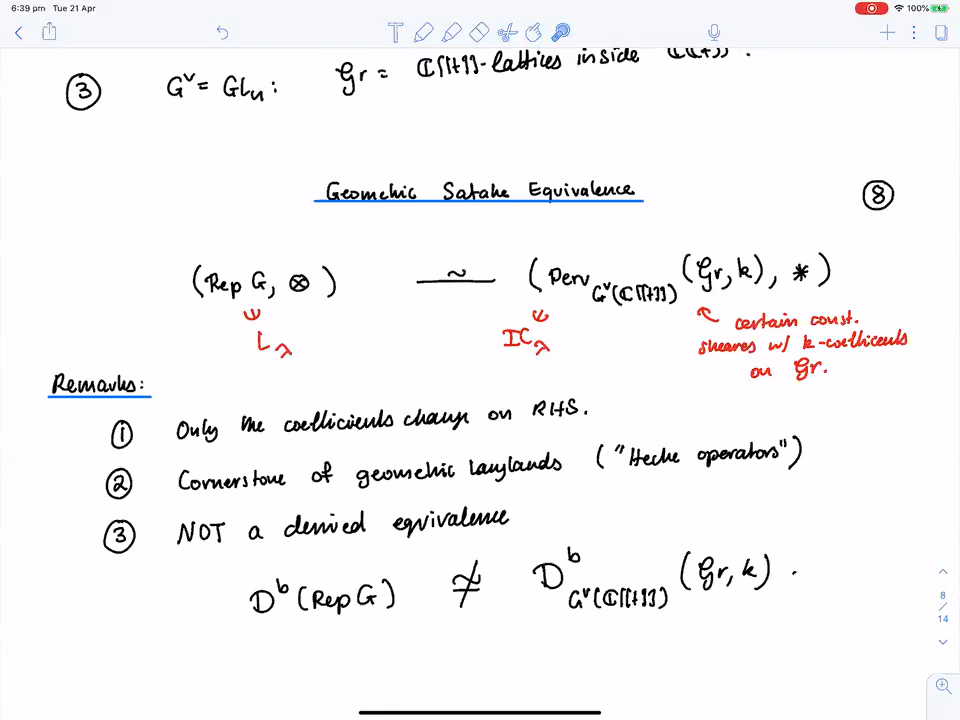 6:39 pm Tue 21 Apr
100%
③ G^∨ = GL_n : Gr = ℂ[[t]]-lattices inside ℂ((t))^n.
Geometric Satake Equivalence
⑧
(Rep G, ⊗) ~ (Perv_{G^∨(ℂ[[t]])} (Gr, k), *)
L_λ
IC_λ
certain const.
sheaves w/ k-coefficients
on Gr.
Remarks:
① Only the coefficients change on RHS.
② Cornerstone of geometric Langlands ("Hecke operators")
③ NOT a derived equivalence
D^b (Rep G) ≄ D^b_{G^∨(ℂ[[t]])} (Gr, k).
8
/
14